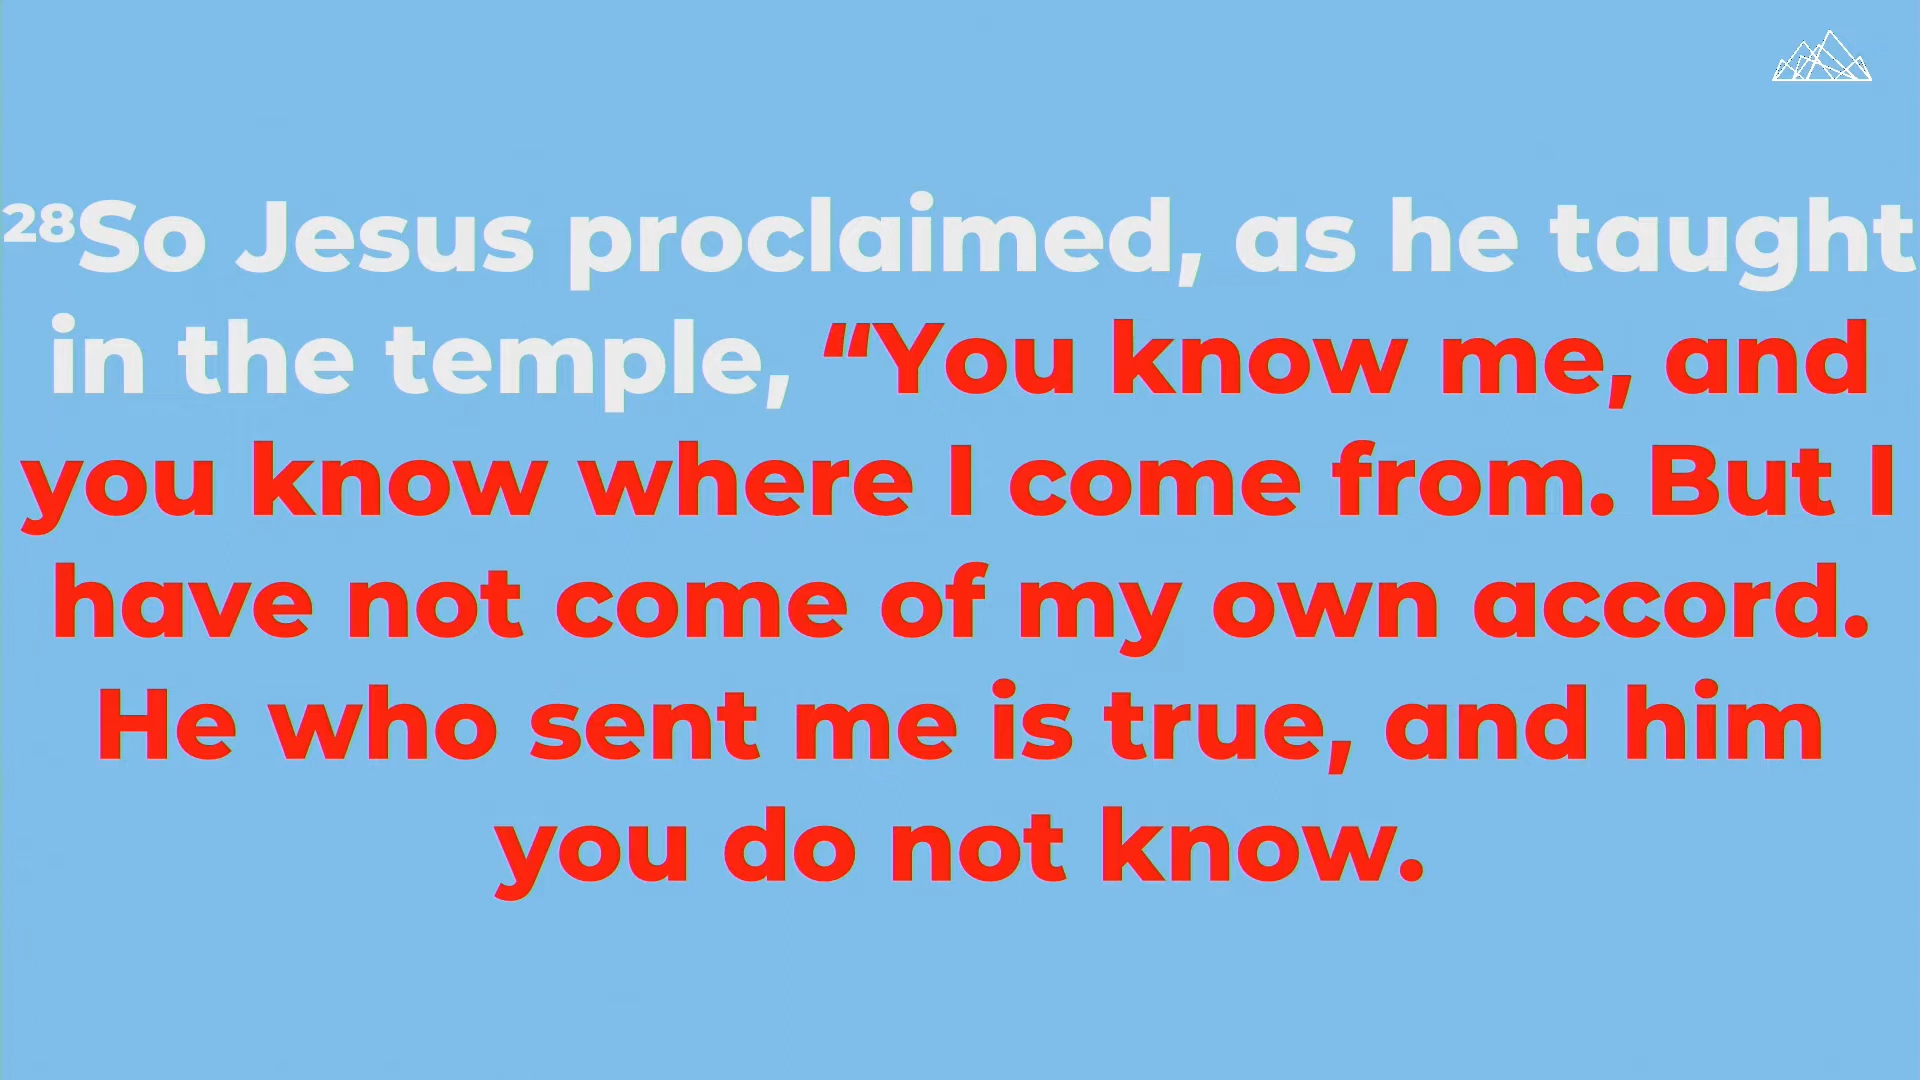 ²⁸So Jesus proclaimed, as he taught
in the temple, “You know me, and
you know where I come from. But I
have not come of my own accord.
He who sent me is true, and him
you do not know.